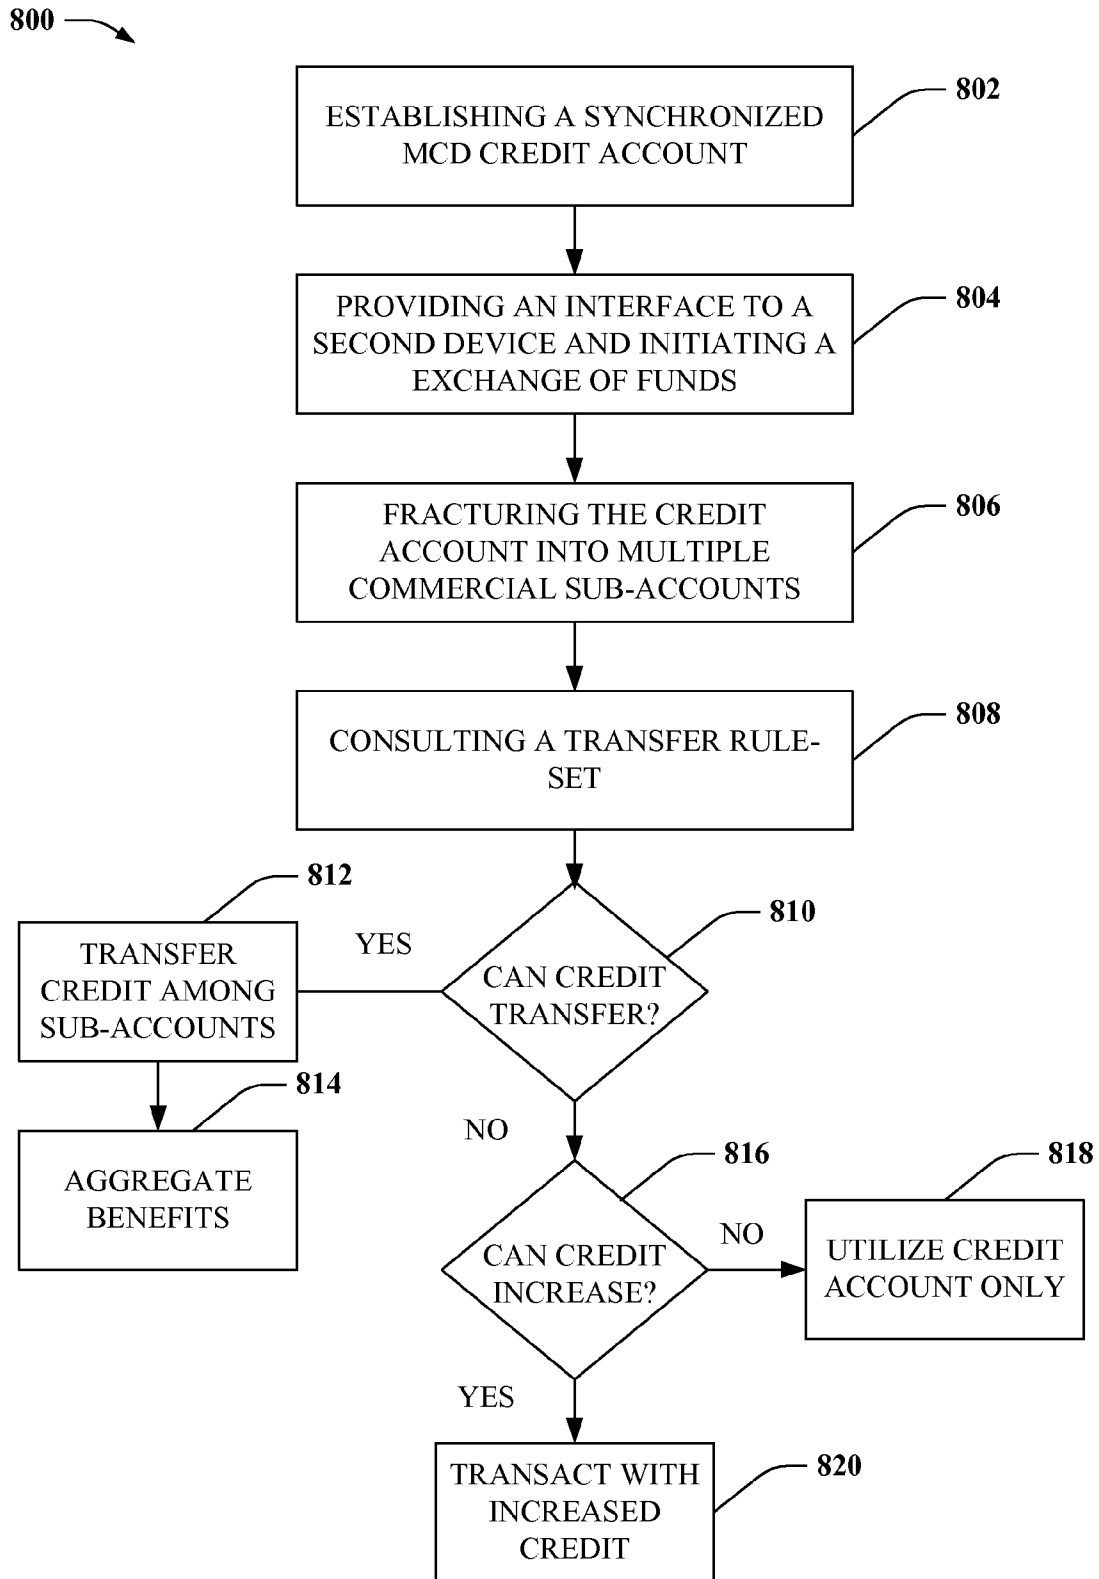 800
802
ESTABLISHING A SYNCHRONIZED
MCD CREDIT ACCOUNT
804
PROVIDING AN INTERFACE TO A
SECOND DEVICE AND INITIATING A
EXCHANGE OF FUNDS
806
FRACTURING THE CREDIT
ACCOUNT INTO MULTIPLE
COMMERCIAL SUB-ACCOUNTS
808
CONSULTING A TRANSFER RULE-
SET
810
CAN CREDIT
TRANSFER?
YES
812
TRANSFER
CREDIT AMONG
SUB-ACCOUNTS
814
AGGREGATE
BENEFITS
NO
816
CAN CREDIT
INCREASE?
NO
818
UTILIZE CREDIT
ACCOUNT ONLY
YES
820
TRANSACT WITH
INCREASED
CREDIT